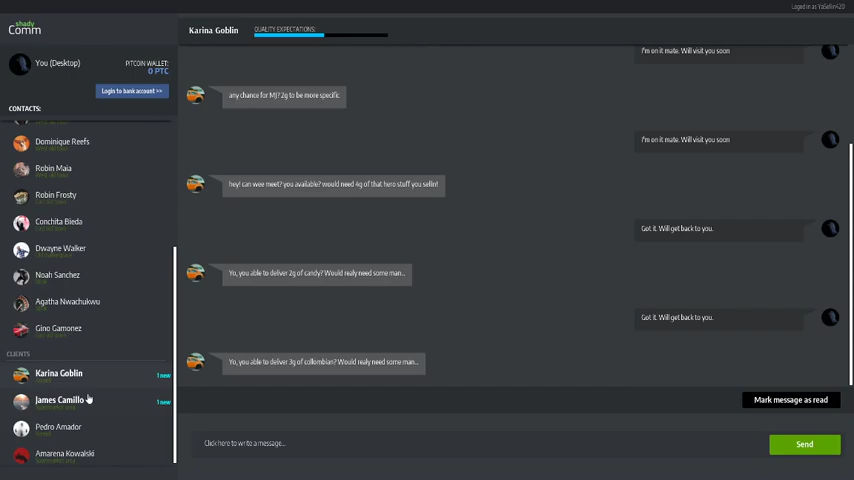 Logged in as YoSellin420
shady
Comm
Karina Goblin
QUALITY EXPECTATIONS:
You (Desktop)
PITCOIN WALLET:
0 PTC
Login to bank account >>
CONTACTS:
Dominique Reefs
Robin Maia
Robin Frosty
Conchita Bieda
Dwayne Walker
Noah Sanchez
Agatha Nwachukwu
Gino Gamonez
CLIENTS
Karina Goblin
1 new
James Camillo
1 new
Pedro Amador
Amarena Kowalski
I'm on it mate. Will visit you soon
any chance for MJ? 2g to be more specific
I'm on it mate. Will visit you soon
hey! can wee meet? you available? would need 4g of that hero stuff you sellin!
Got it. Will get back to you.
Yo, you able to deliver 2g of candy? Would realy need some man...
Got it. Will get back to you.
Yo, you able to deliver 3g of collombian? Would realy need some man...
Mark message as read
Click here to write a message...
Send